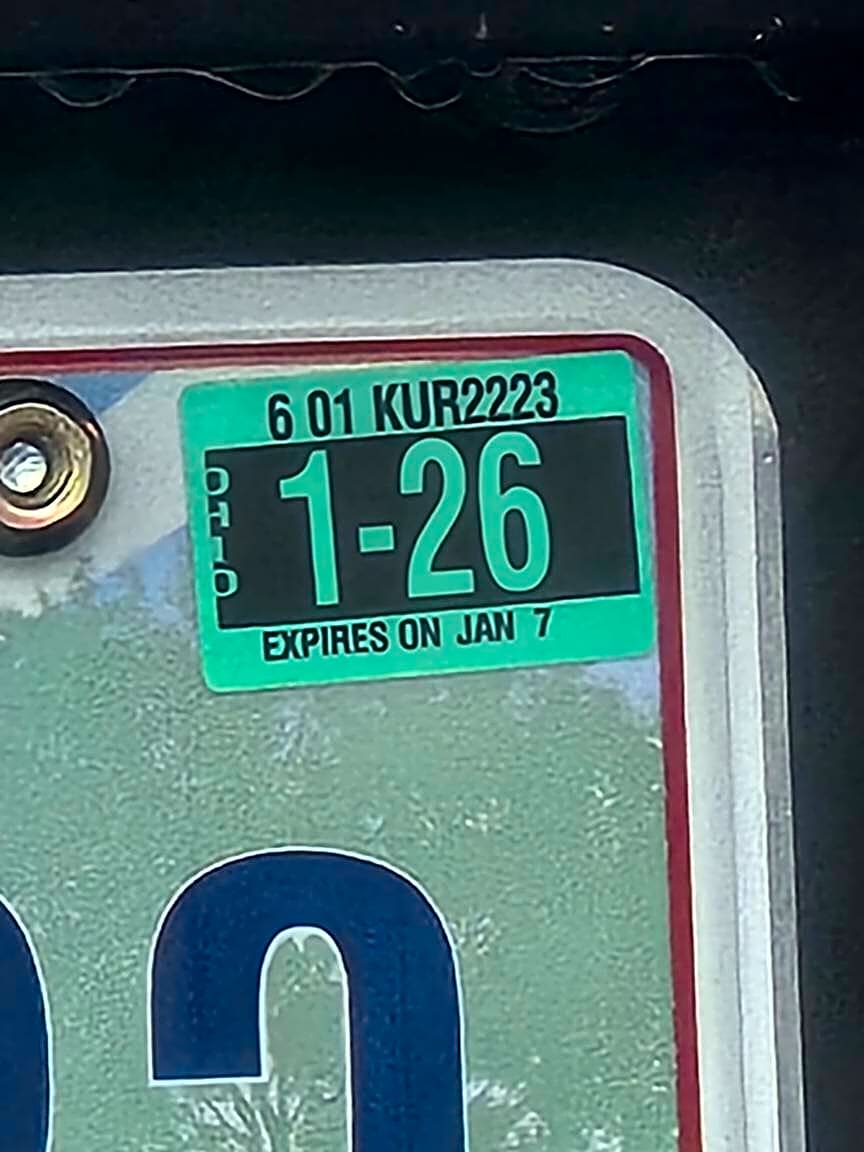 6 01 KUR2223
OHIO
1-26
EXPIRES ON JAN 7